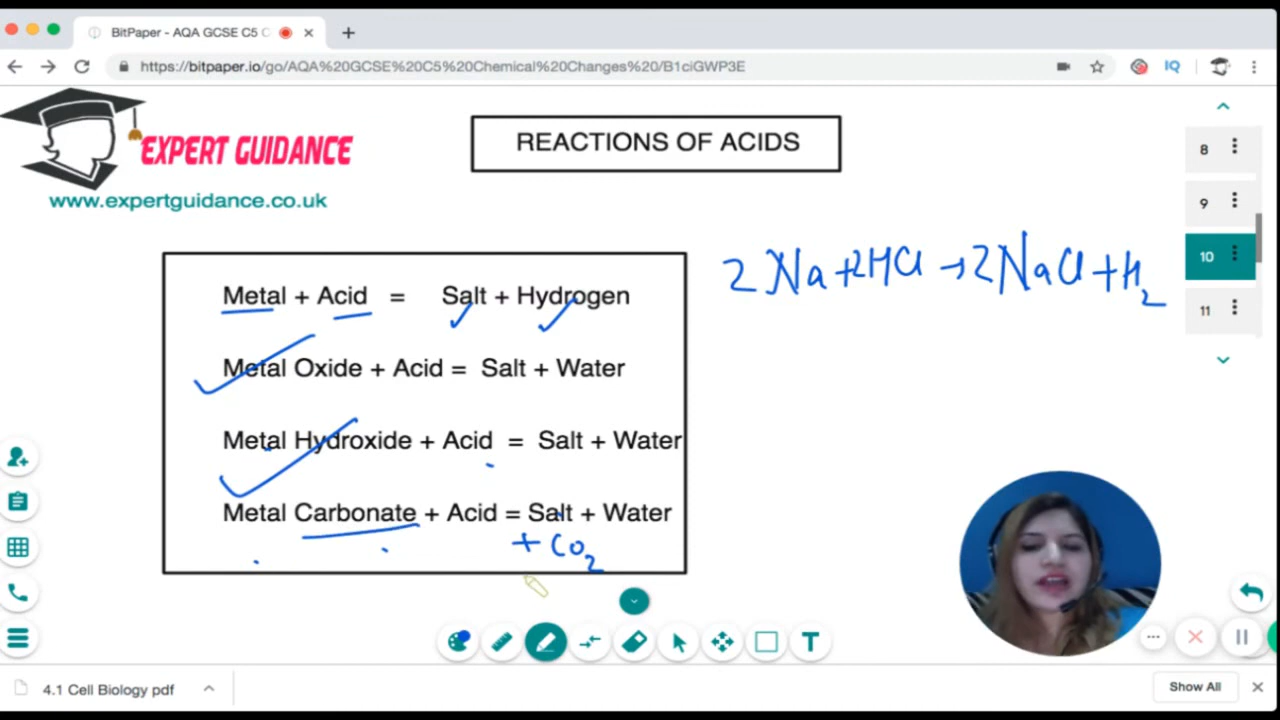 BitPaper - AQA GCSE C5 C
https://bitpaper.io/go/AQA%20GCSE%20C5%20Chemical%20Changes%20/B1ciGWP3E
IQ
EXPERT GUIDANCE
www.expertguidance.co.uk
REACTIONS OF ACIDS
8
9
10
11
2Na+2HCl→2NaCl+H₂
Metal + Acid = Salt + Hydrogen
Metal Oxide + Acid = Salt + Water
Metal Hydroxide + Acid = Salt + Water
Metal Carbonate + Acid = Salt + Water
+ CO₂
T
4.1 Cell Biology pdf
Show All